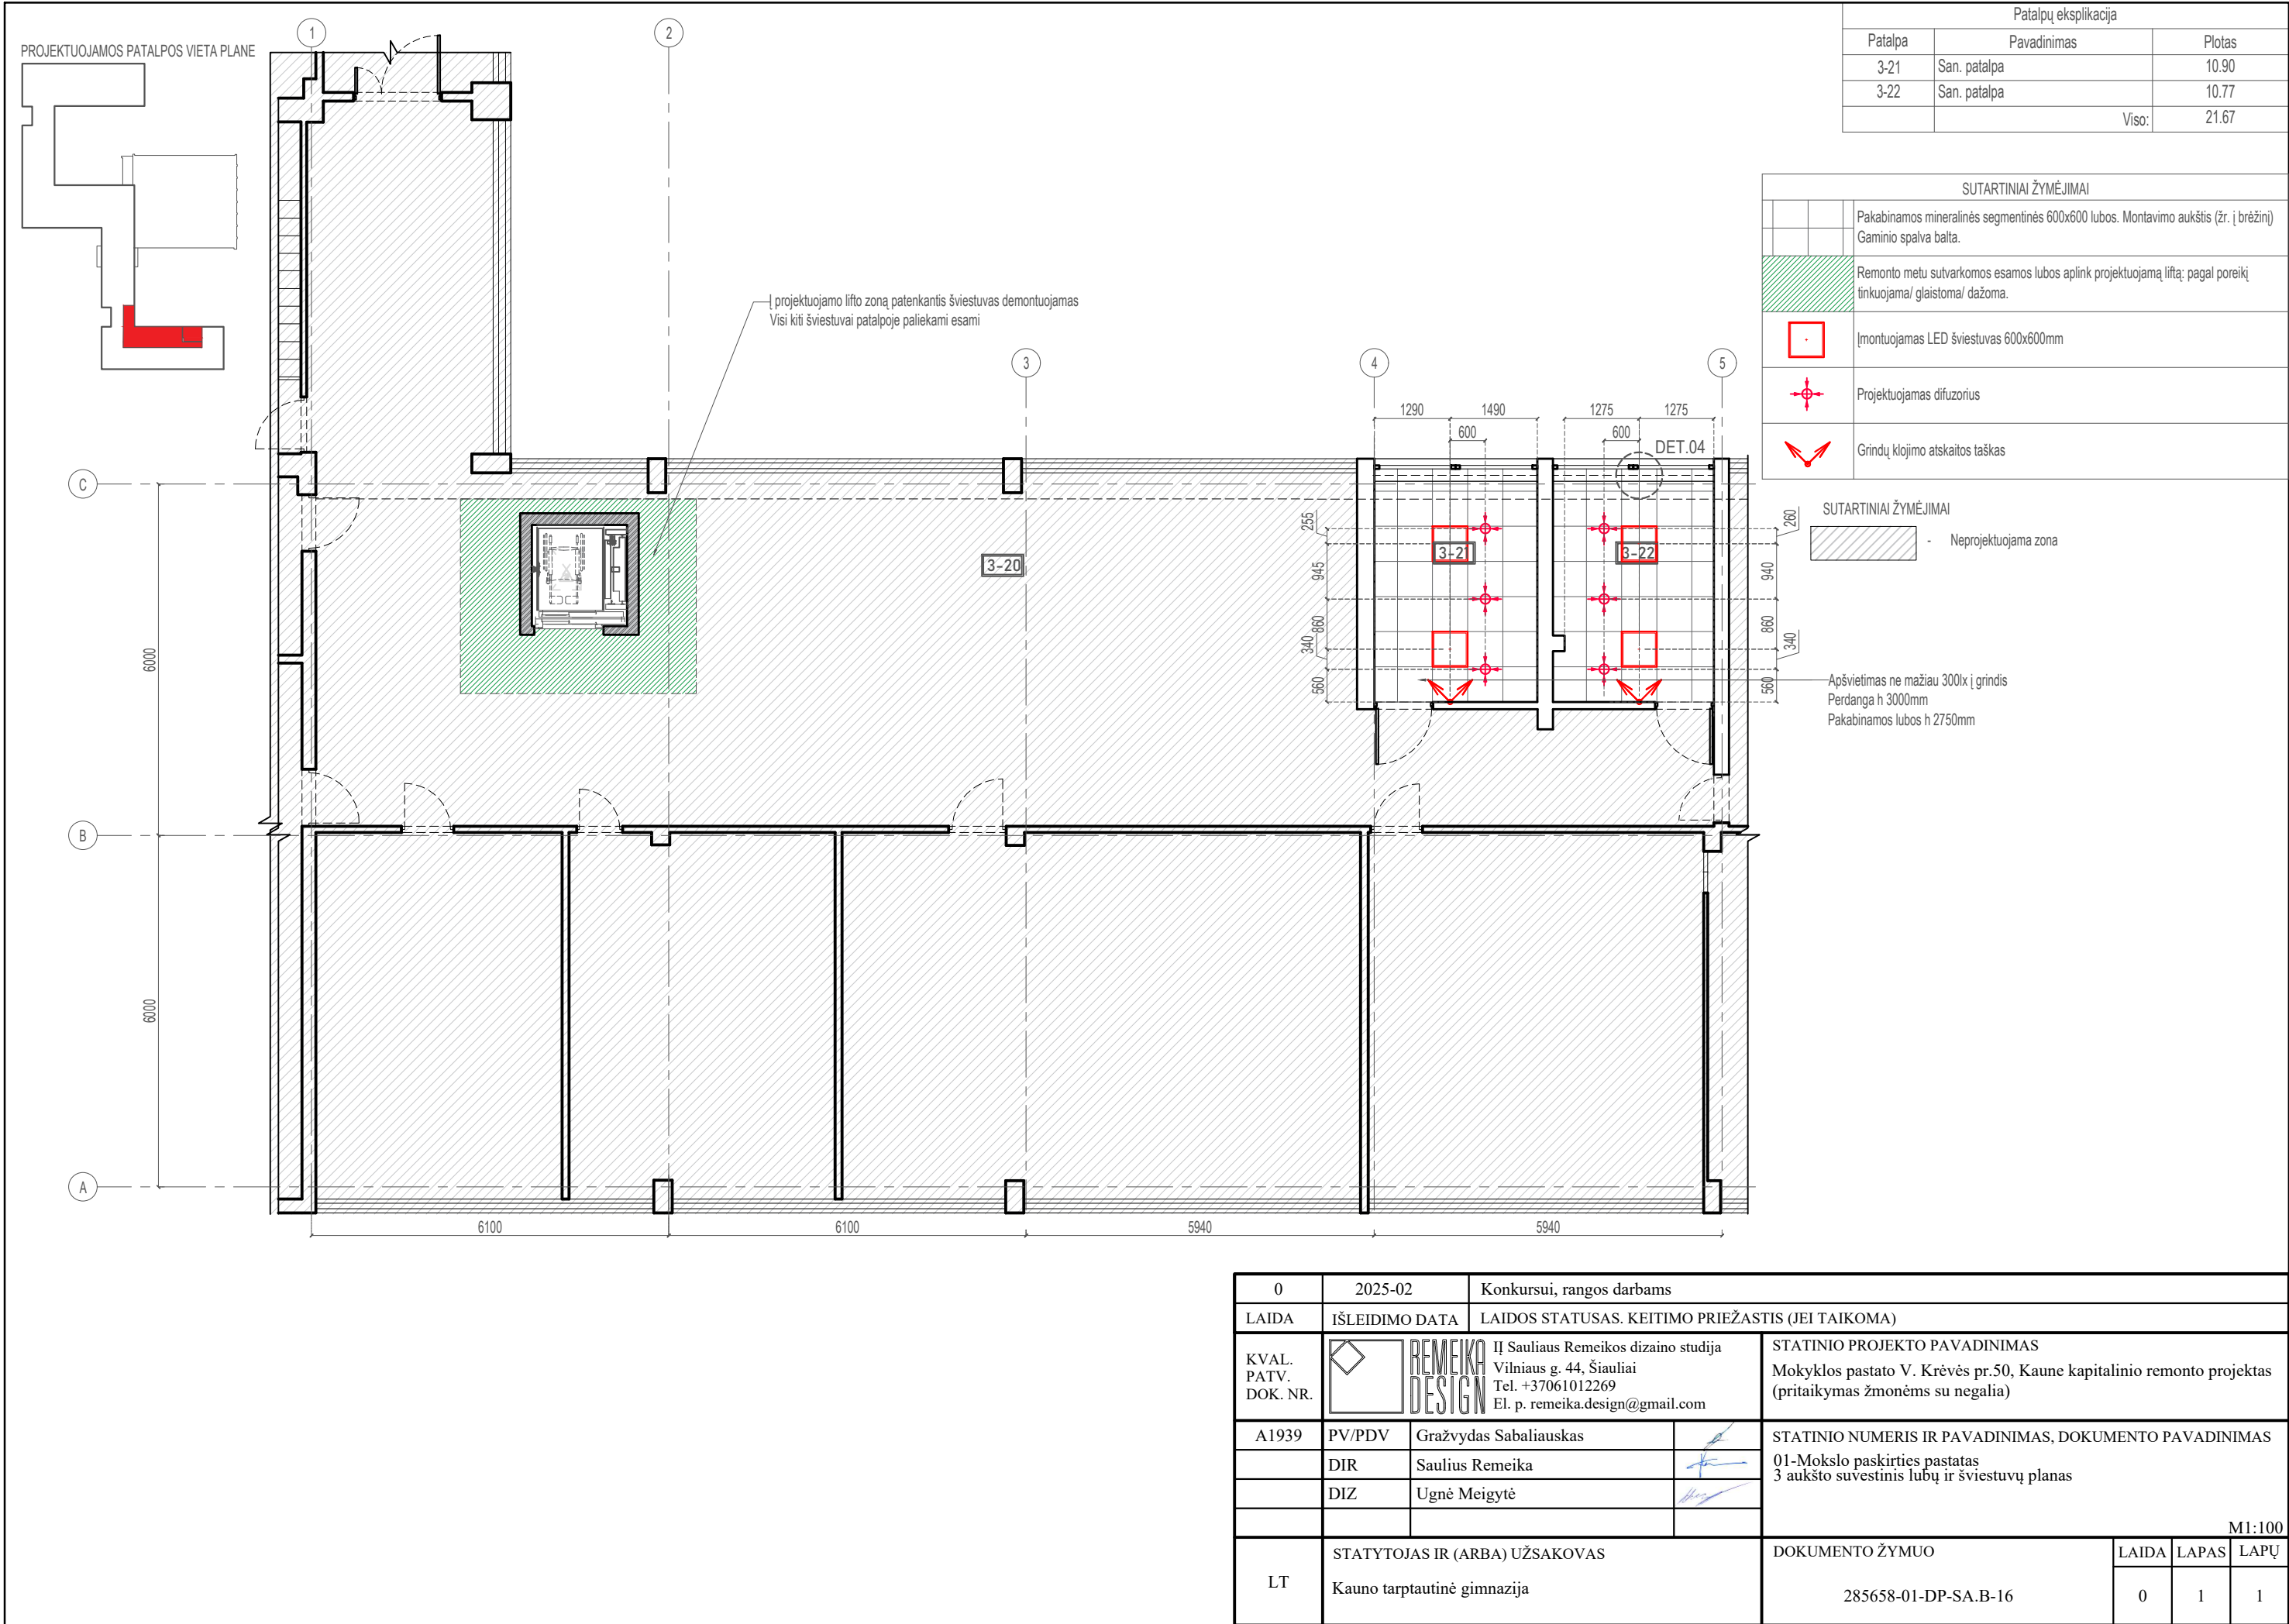 PROJEKTUOJAMOS PATALPOS VIETA PLANE
1
2
3
4
5
C
B
A
Patalpų eksplikacija
Patalpa Pavadinimas Plotas
3-21 San. patalpa 10.90
3-22 San. patalpa 10.77
Viso: 21.67
SUTARTINIAI ŽYMĖJIMAI
Pakabinamos mineralinės segmentinės 600x600 lubos. Montavimo aukštis (žr. į brėžinį)
Gaminio spalva balta.
Remonto metu sutvarkomos esamos lubos aplink projektuojamą liftą: pagal poreikį
tinkuojama/ glaistoma/ dažoma.
Įmontuojamas LED šviestuvas 600x600mm
Projektuojamas difuzorius
Grindų klojimo atskaitos taškas
SUTARTINIAI ŽYMĖJIMAI
- Neprojektuojama zona
Į projektuojamo lifto zoną patenkantis šviestuvas demontuojamas
Visi kiti šviestuvai patalpoje paliekami esami
1290 1490 1275 1275
600 600
DET.04
255
945
860
340
560
260
940
860
340
560
3-20
3-21
3-22
Apšvietimas ne mažiau 300lx į grindis
Perdanga h 3000mm
Pakabinamos lubos h 2750mm
6000
6000
6100 6100 5940 5940
0 2025-02 Konkursui, rangos darbams
LAIDA IŠLEIDIMO DATA LAIDOS STATUSAS. KEITIMO PRIEŽASTIS (JEI TAIKOMA)
KVAL.
PATV.
DOK. NR.
REMEIKA
DESIGN
IĮ Sauliaus Remeikos dizaino studija
Vilniaus g. 44, Šiauliai
Tel. +37061012269
El. p. remeika.design@gmail.com
STATINIO PROJEKTO PAVADINIMAS
Mokyklos pastato V. Krėvės pr.50, Kaune kapitalinio remonto projektas
(pritaikymas žmonėms su negalia)
A1939 PV/PDV Gražvydas Sabaliauskas
DIR Saulius Remeika
DIZ Ugnė Meigytė
STATINIO NUMERIS IR PAVADINIMAS, DOKUMENTO PAVADINIMAS
01-Mokslo paskirties pastatas
3 aukšto suvestinis lubų ir šviestuvų planas
M1:100
LT
STATYTOJAS IR (ARBA) UŽSAKOVAS
Kauno tarptautinė gimnazija
DOKUMENTO ŽYMUO
285658-01-DP-SA.B-16
LAIDA LAPAS LAPŲ
0 1 1